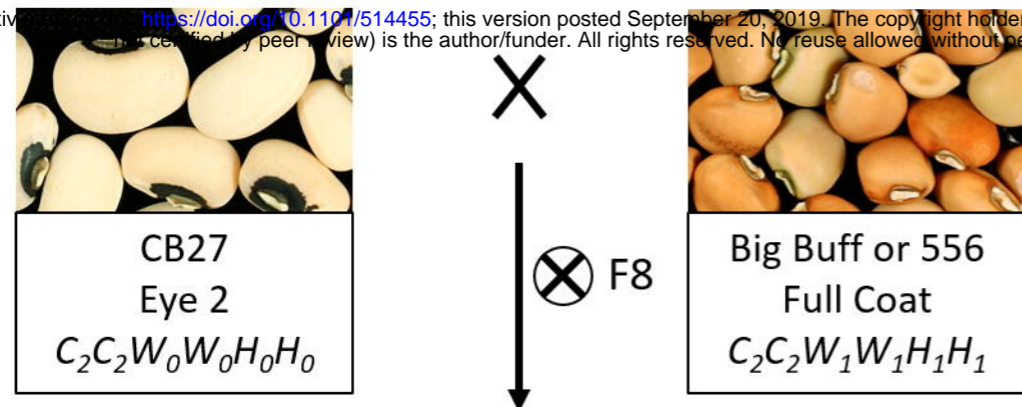 https://doi.org/10.1101/514455; this version posted September 20, 2019. The copyright holder
not certified by peer review) is the author/funder. All rights reserved. No reuse allowed without
CB27
Eye 2
C₂C₂W₀W₀H₀H₀
F8
Big Buff or 556
Full Coat
C₂C₂W₁W₁H₁H₁